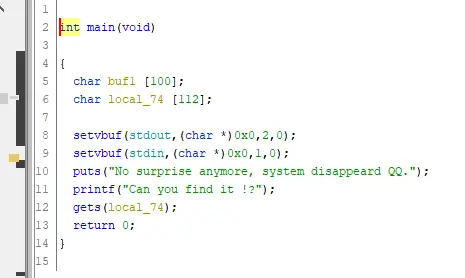 1
2 int main(void)
3
4 {
5 char buf1 [100];
6 char local_74 [112];
7
8 setvbuf(stdout,(char *)0x0,2,0);
9 setvbuf(stdin,(char *)0x0,1,0);
10 puts("No surprise anymore, system disappeard QQ.");
11 printf("Can you find it !?");
12 gets(local_74);
13 return 0;
14 }
15